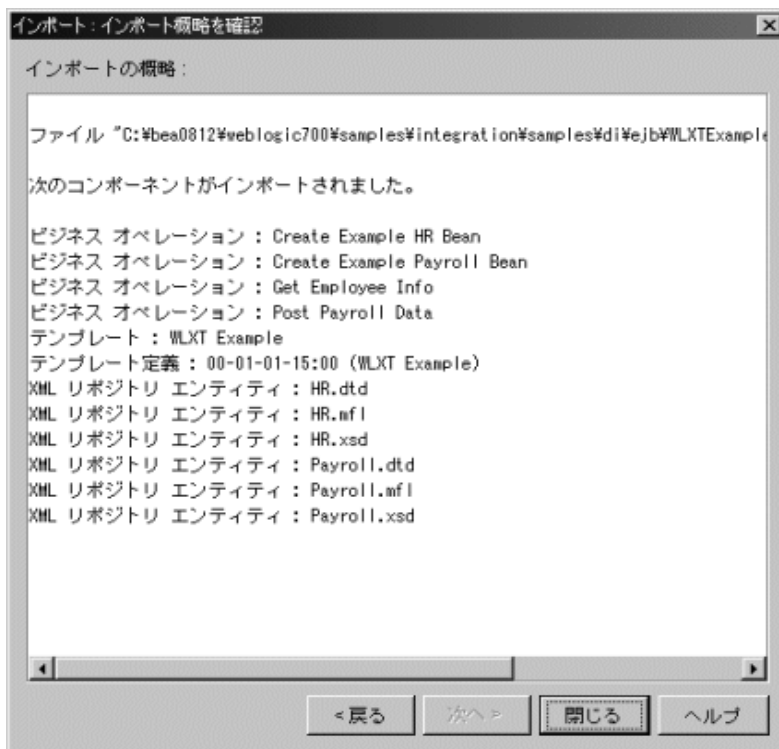 インポート：インポート概略を確認
インポートの概略：
ファイル "C:¥bea0812¥weblogic700¥samples¥integration¥samples¥di¥ejb¥WLXTExample
次のコンポーネントがインポートされました。
ビジネス オペレーション : Create Example HR Bean
ビジネス オペレーション : Create Example Payroll Bean
ビジネス オペレーション : Get Employee Info
ビジネス オペレーション : Post Payroll Data
テンプレート : WLXT Example
テンプレート定義 : 00-01-01-15:00 (WLXT Example)
XML リポジトリ エンティティ : HR.dtd
XML リポジトリ エンティティ : HR.mfl
XML リポジトリ エンティティ : HR.xsd
XML リポジトリ エンティティ : Payroll.dtd
XML リポジトリ エンティティ : Payroll.mfl
XML リポジトリ エンティティ : Payroll.xsd
<戻る 次へ> 閉じる ヘルプ